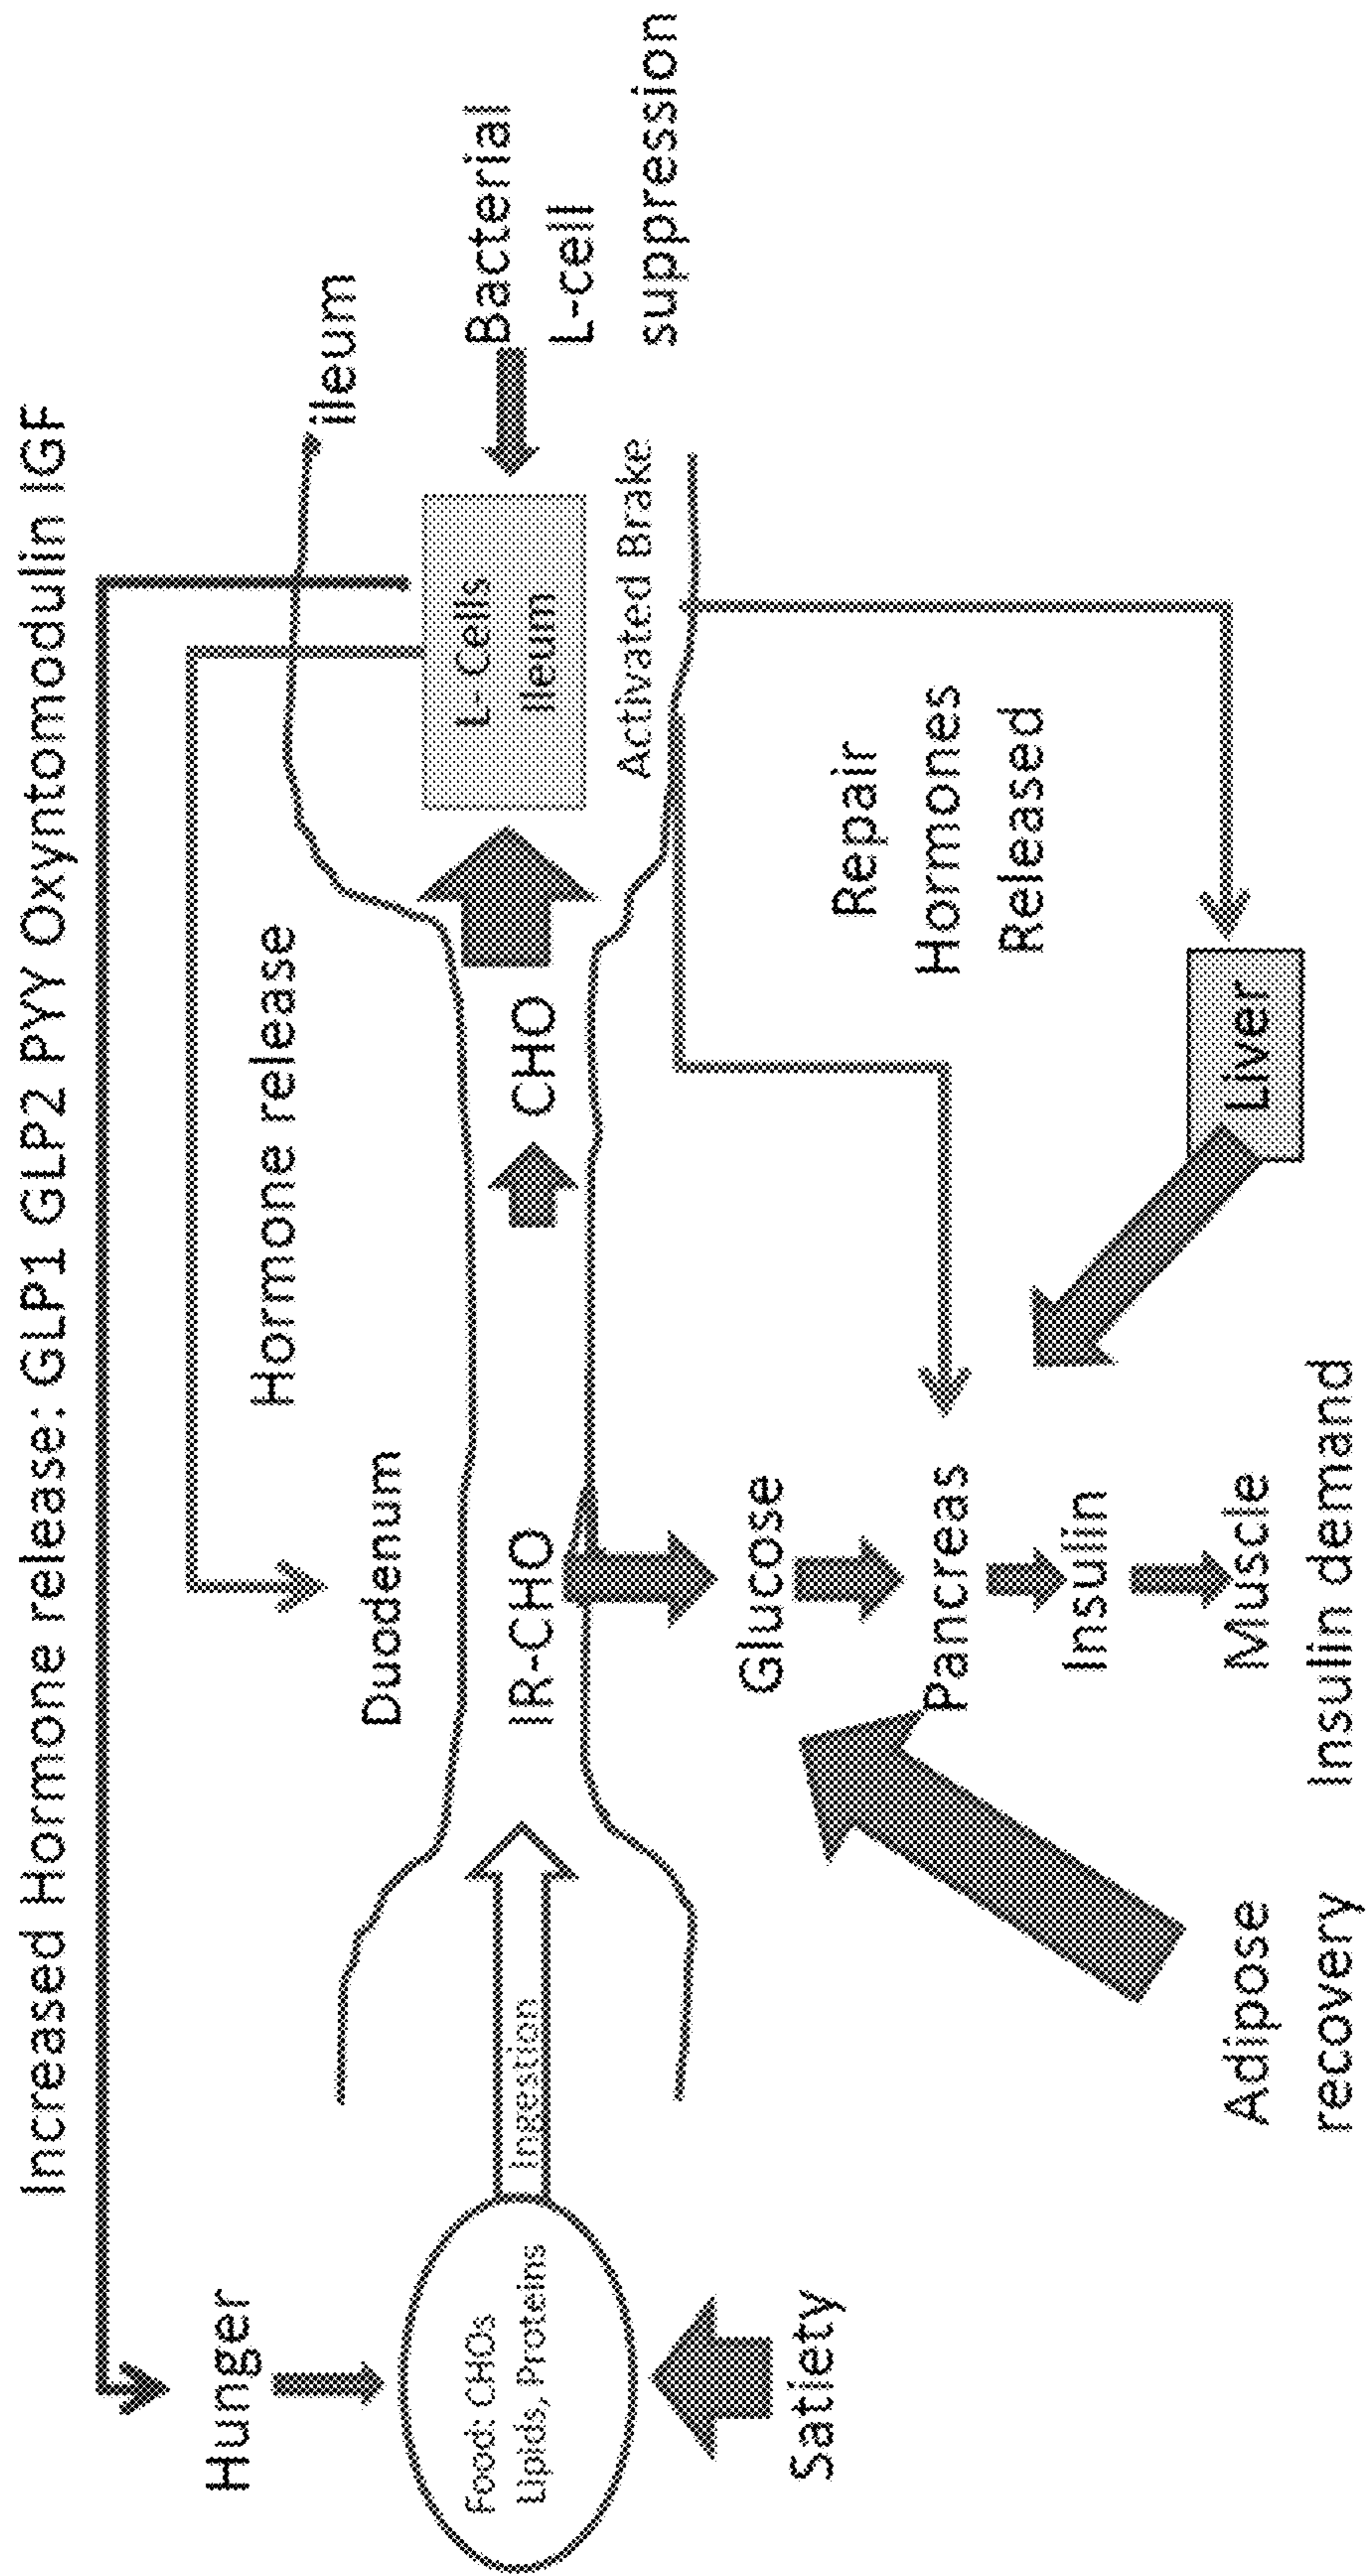 Increased Hormone release: GLP1 GLP2 PYY Oxyntomodulin IGF
Hunger
Hormone release
Duodenum
ileum
Food: CHOs
Lipids, Proteins
Ingestion
IR-CHO
CHO
L- Cells
Ileum
Bacterial
L-cell
suppression
Activated Brake
Satiety
Glucose
Repair
Hormones
Released
Pancreas
Insulin
Adipose
recovery
Muscle
Insulin demand
Liver